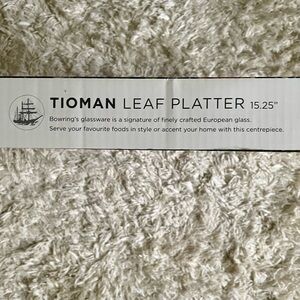 TIOMAN LEAF PLATTER 15.25"
Bowring's glassware is a signature of finely crafted European glass.
Serve your favourite foods in style or accent your home with this centrepiece.